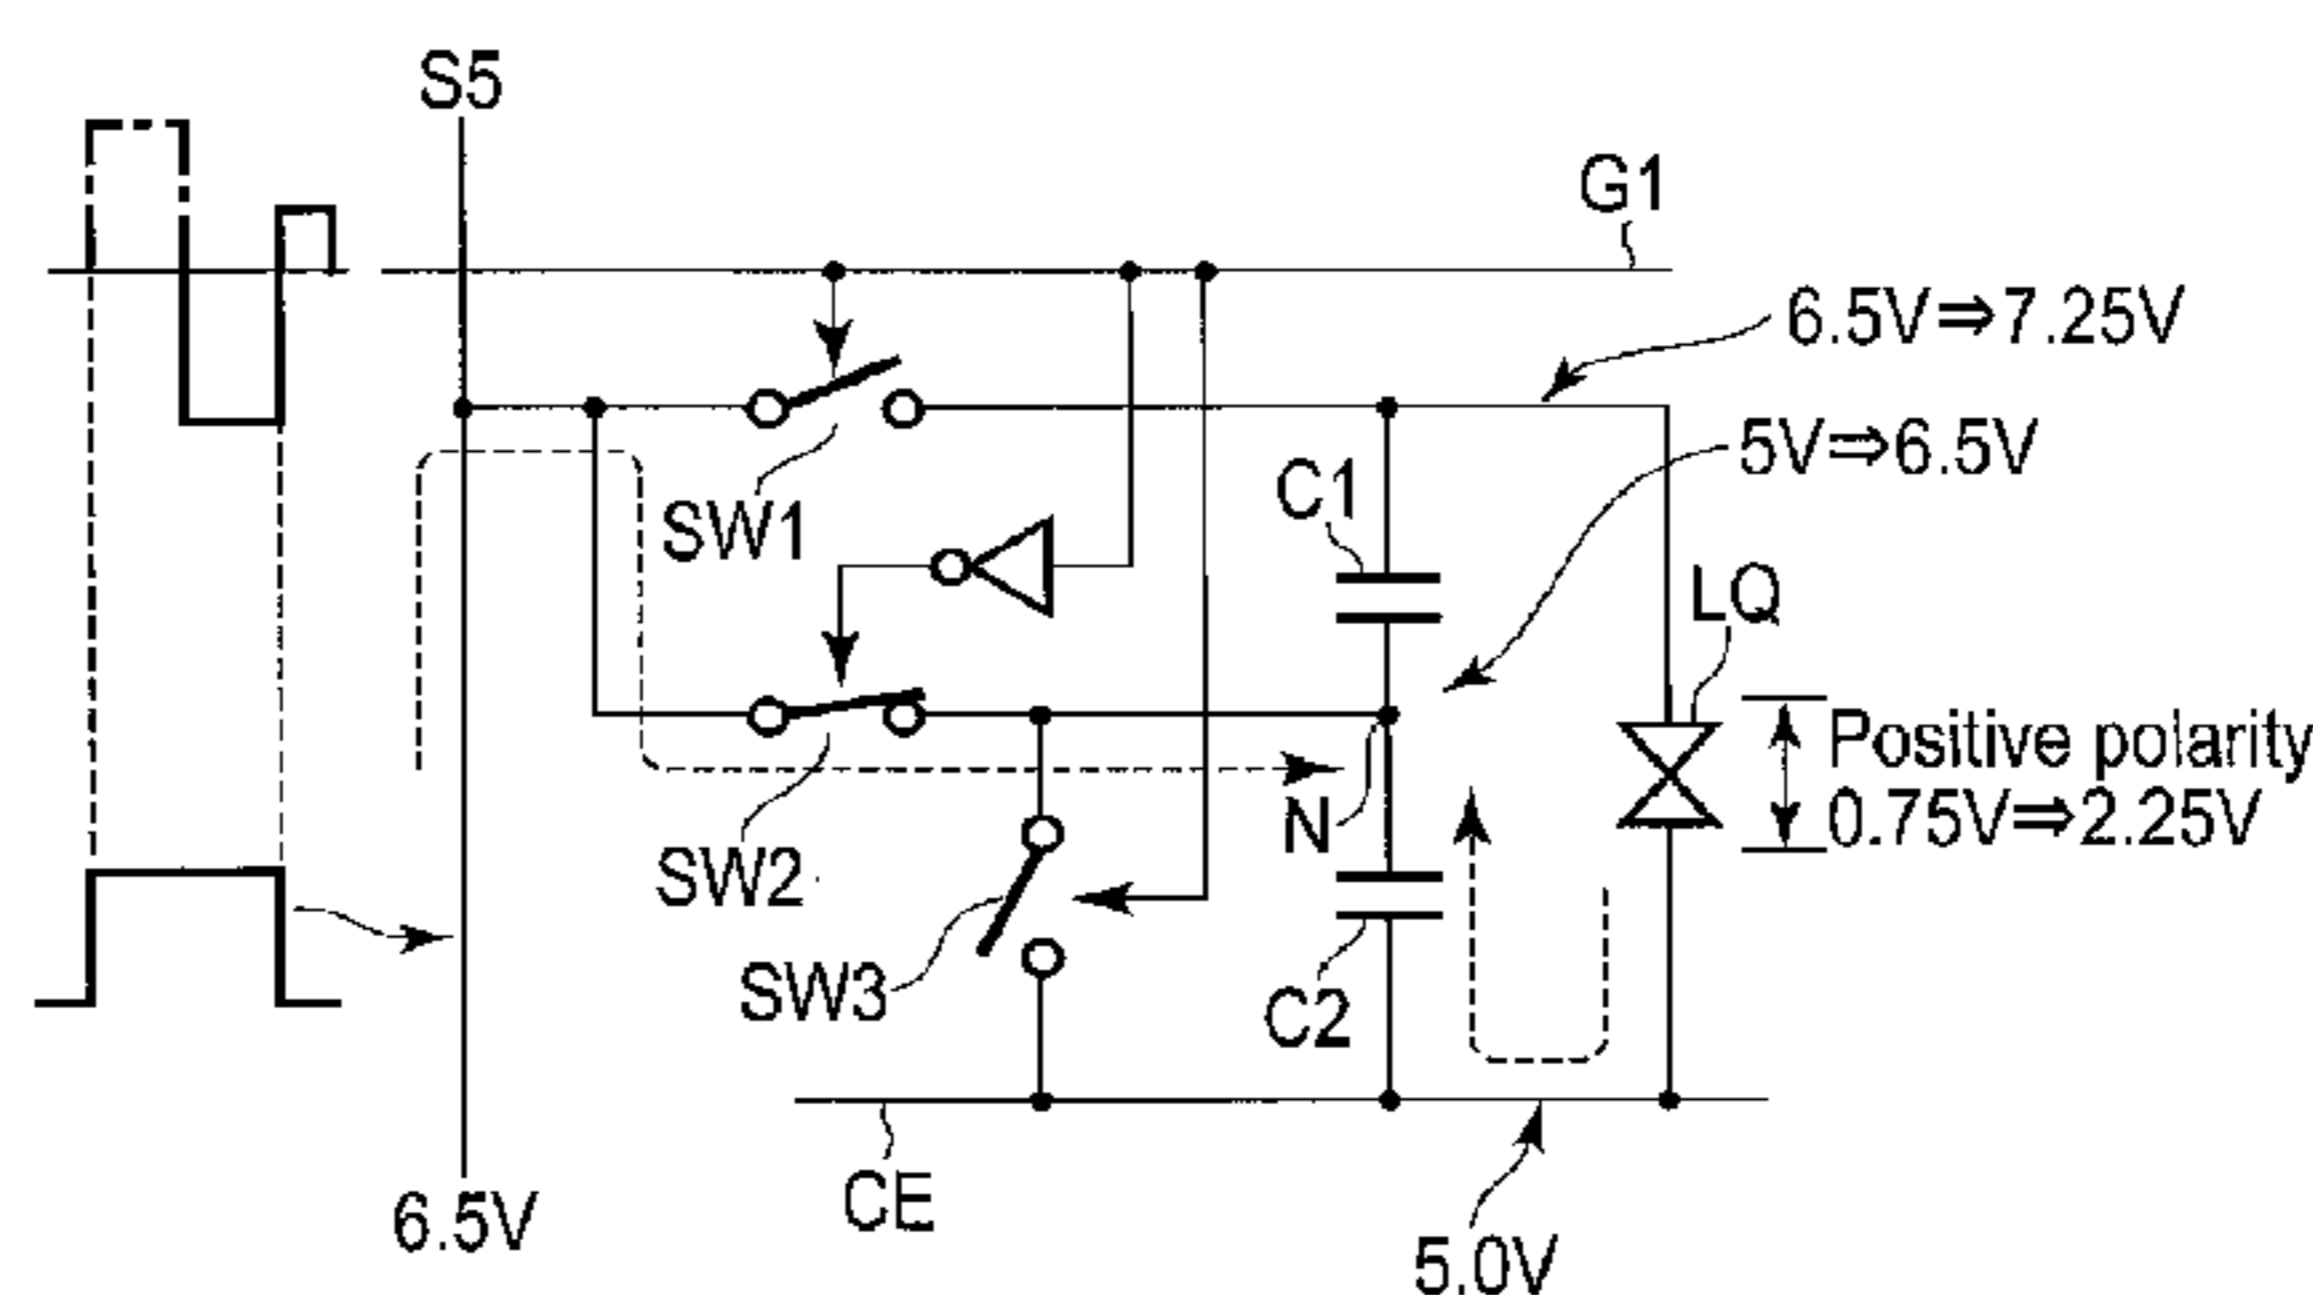 S5
G1
6.5V⇒7.25V
5V⇒6.5V
C1
SW1
LQ
Positive polarity
0.75V⇒2.25V
N
SW2
SW3
C2
CE
6.5V
5.0V